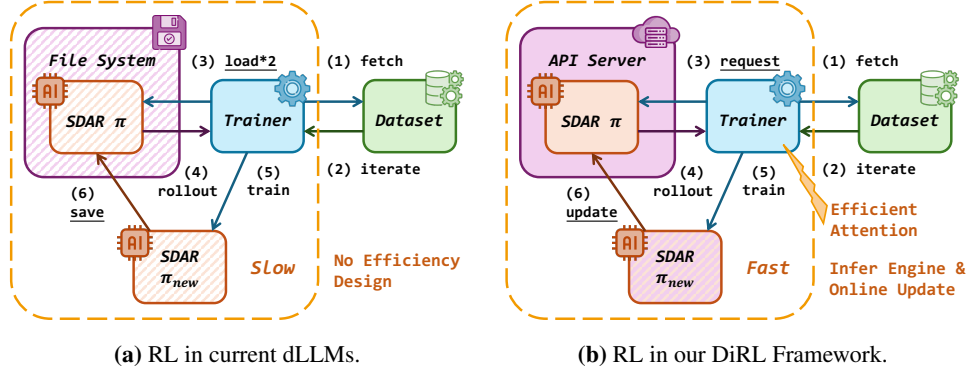 File System
(3) load*2
(1) fetch
AI
SDAR π
Trainer
Dataset
(6)
save
(4)
rollout
(5)
train
(2) iterate
AI
SDAR
π_new
Slow
No Efficiency
Design
(a) RL in current dLLMs.
API Server
(3) request
(1) fetch
AI
SDAR π
Trainer
Dataset
(6)
update
(4)
rollout
(5)
train
(2) iterate
Efficient
Attention
AI
SDAR
π_new
Fast
Infer Engine &
Online Update
(b) RL in our DiRL Framework.